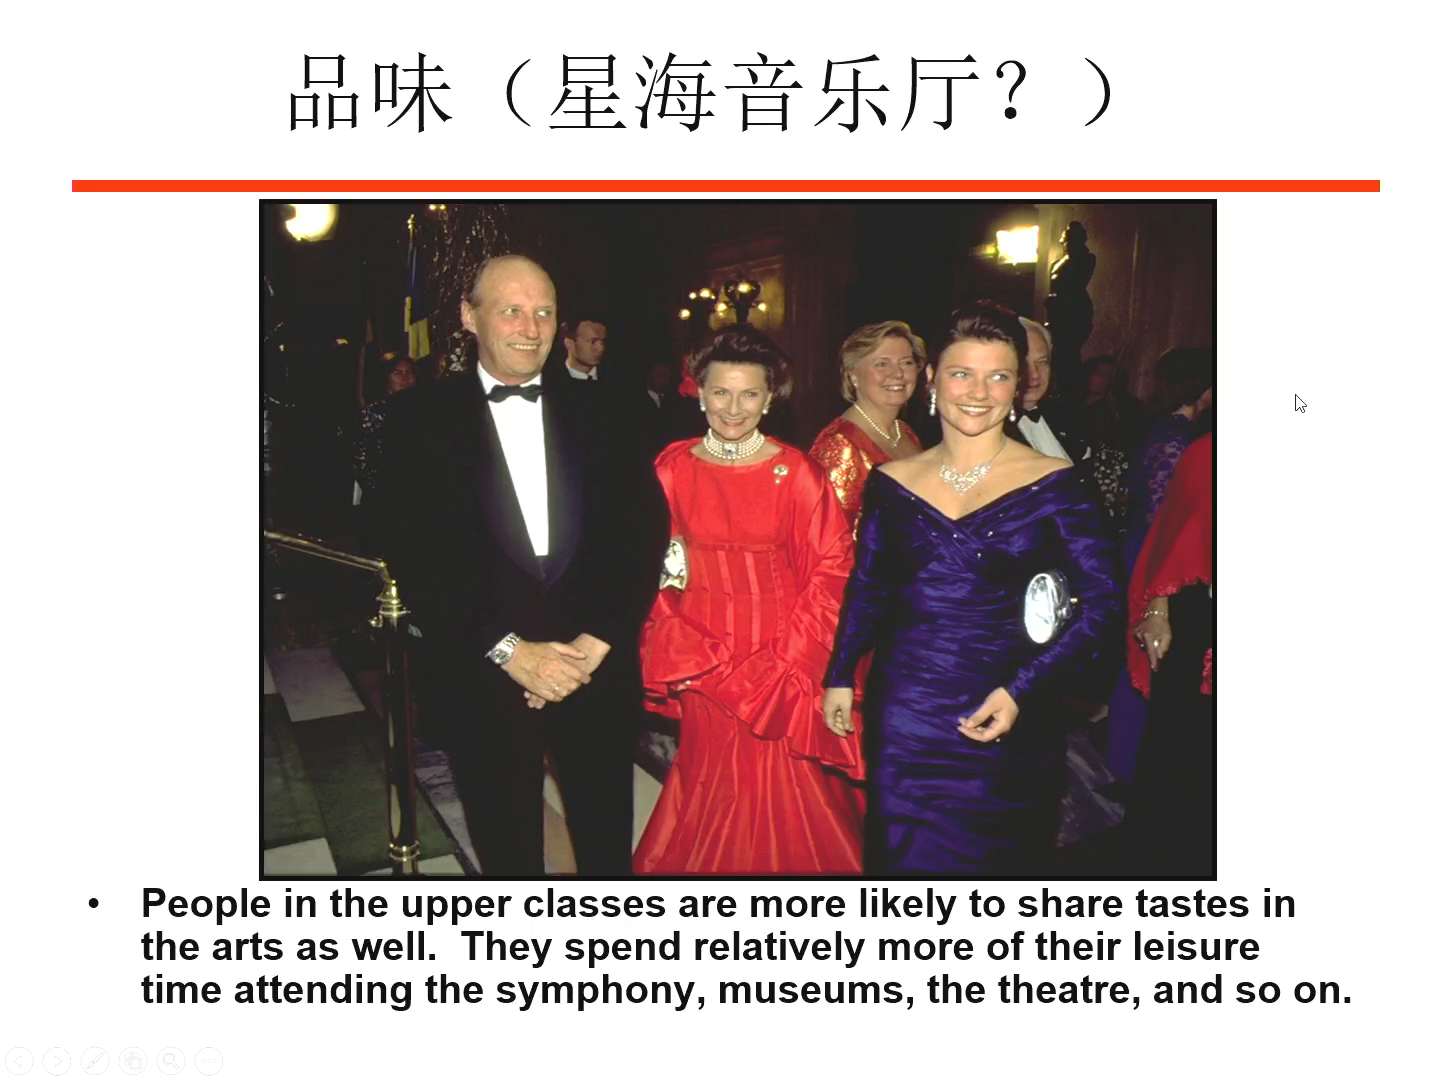 品味（星海音乐厅？）
• People in the upper classes are more likely to share tastes in
the arts as well.  They spend relatively more of their leisure
time attending the symphony, museums, the theatre, and so on.